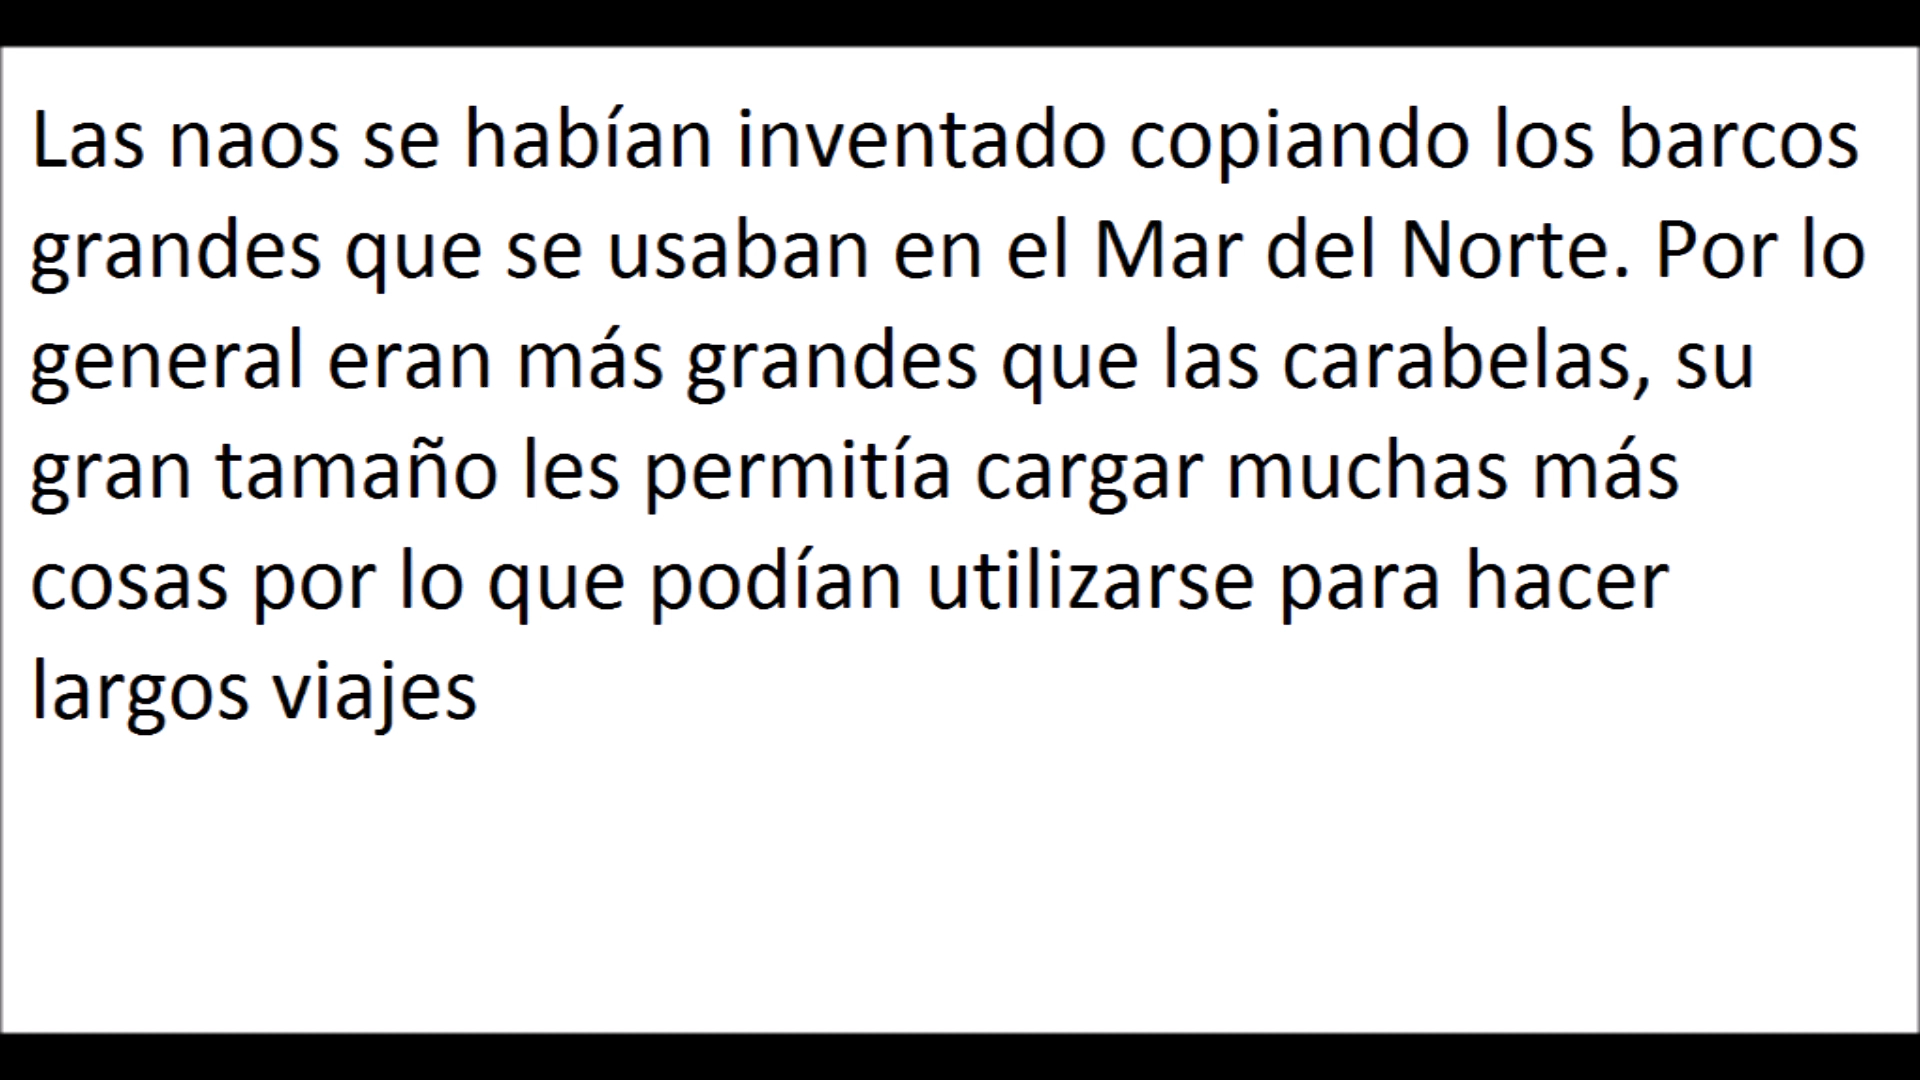 Las naos se habían inventado copiando los barcos
grandes que se usaban en el Mar del Norte. Por lo
general eran más grandes que las carabelas, su
gran tamaño les permitía cargar muchas más
cosas por lo que podían utilizarse para hacer
largos viajes